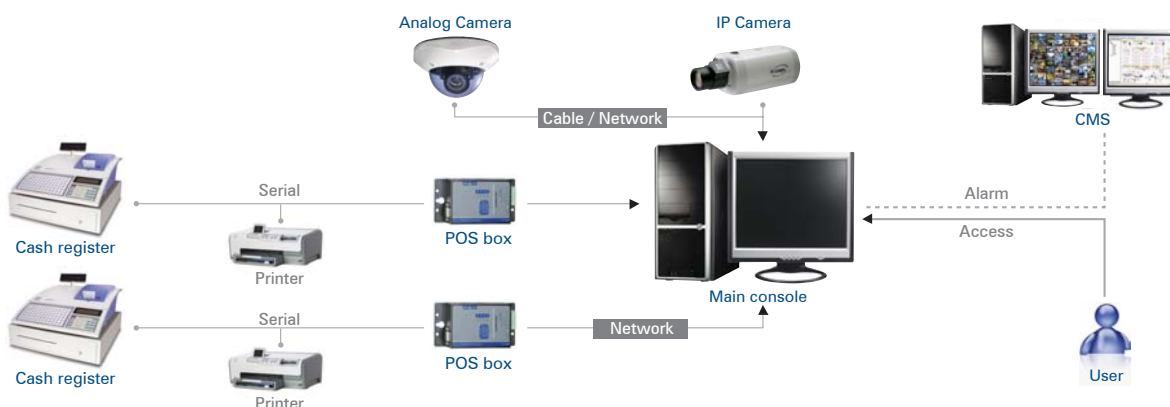 Analog Camera
IP Camera
Cable / Network
CMS
Serial
Alarm
Access
Cash register
Printer
POS box
Main console
Serial
Network
Cash register
Printer
POS box
User